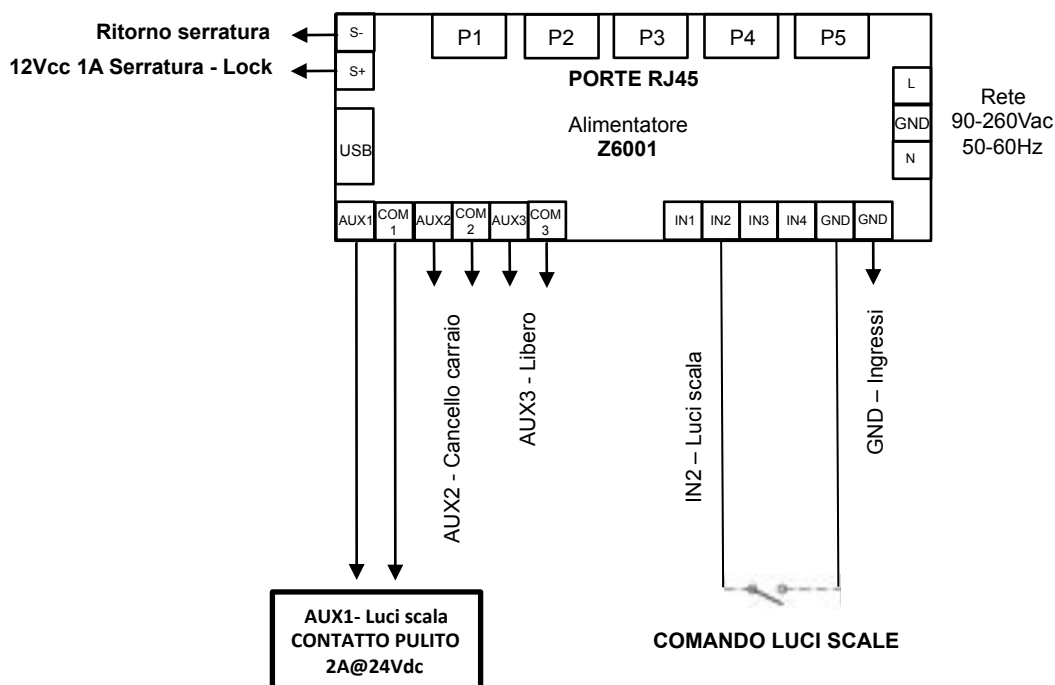 Ritorno serratura
S-
P1
P2
P3
P4
P5
12Vcc 1A Serratura - Lock
S+
PORTE RJ45
L
Rete
Alimentatore
GND
90-260Vac
USB
Z6001
N
50-60Hz
AUX1
COM
1
AUX2
COM
2
AUX3
COM
3
IN1
IN2
IN3
IN4
GND
GND
AUX2 - Cancello carraio
AUX3 - Libero
IN2 – Luci scala
GND – Ingressi
AUX1- Luci scala
CONTATTO PULITO
2A@24Vdc
COMANDO LUCI SCALE